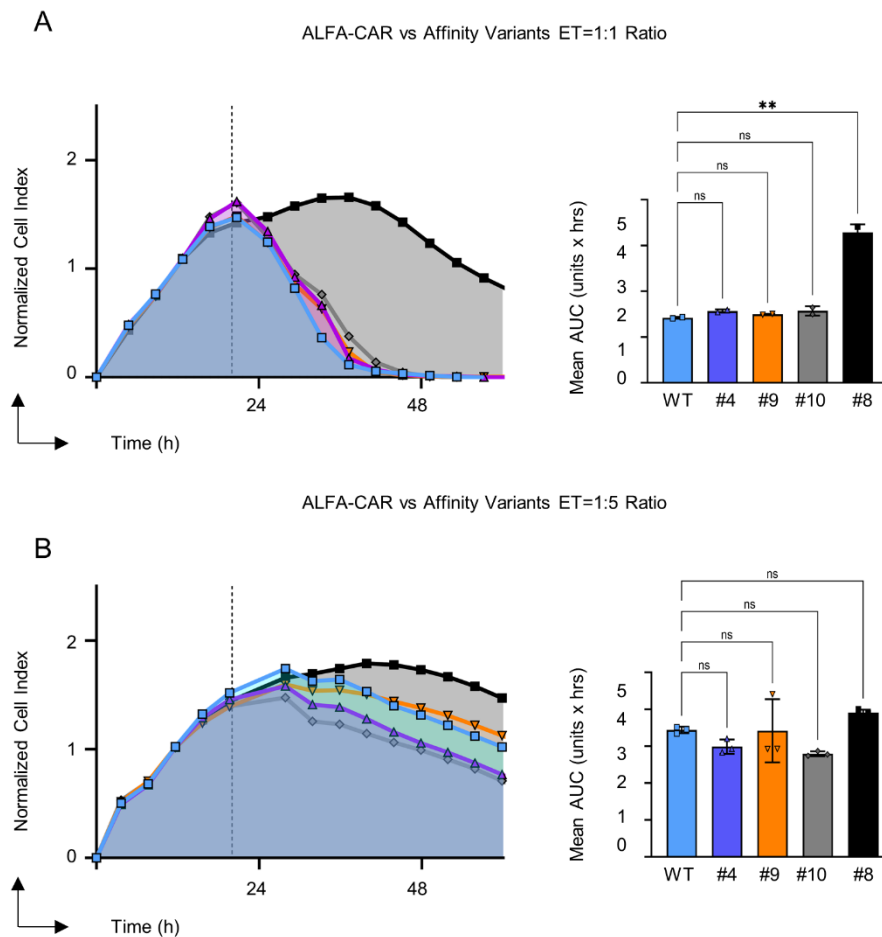 A
ALFA-CAR vs Affinity Variants ET=1:1 Ratio
Normalized Cell Index
2
1
0
24
48
Time (h)
**
ns
ns
ns
Mean AUC (units x hrs)
5
4
3
2
1
0
WT #4 #9 #10 #8
ALFA-CAR vs Affinity Variants ET=1:5 Ratio
B
Normalized Cell Index
2
1
0
24
48
Time (h)
ns
ns
ns
ns
Mean AUC (units x hrs)
5
4
3
2
1
0
WT #4 #9 #10 #8